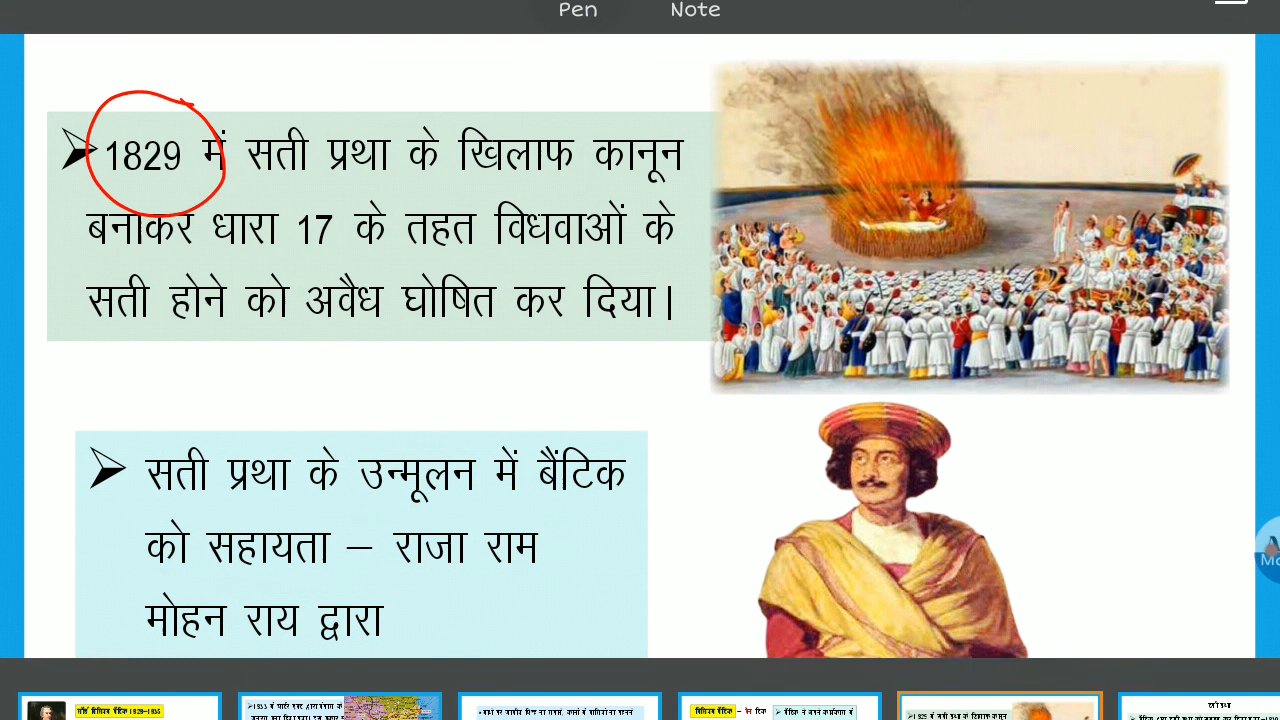 Pen Note
1829 में सती प्रथा के खिलाफ कानून
बनाकर धारा 17 के तहत विधवाओं के
सती होने को अवैध घोषित कर दिया।
सती प्रथा के उन्मूलन में बैंटिक
को सहायता – राजा राम
मोहन राय द्वारा